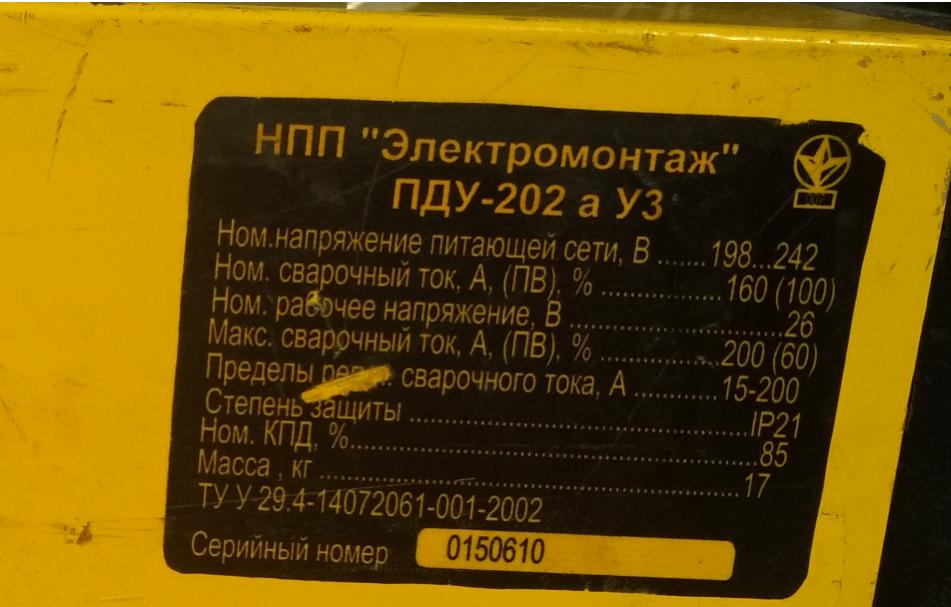 НПП "Электромонтаж"
ПДУ-202 а У3
Ном.напряжение питающей сети, В .......198...242
Ном. сварочный ток, А, (ПВ), % ................160 (100)
Ном. рабочее напряжение, В ............................26
Макс. сварочный ток, А, (ПВ), % ................200 (60)
Пределы сварочного тока, А ............15-200
Степень защиты .............................................IP21
Ном. КПД, %......................................................85
Масса , кг .......................................................17
ТУ У 29.4-14072061-001-2002
Серийный номер 0150610